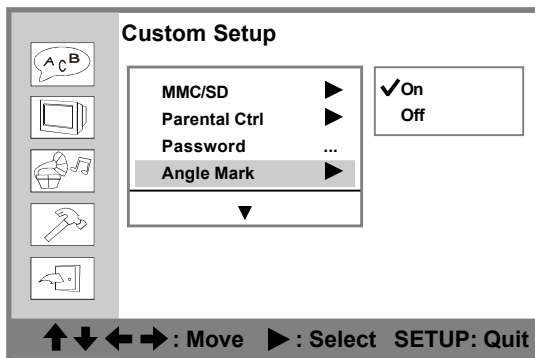 Custom Setup
A C B
MMC/SD
Parental Ctrl
Password ...
Angle Mark
✓On
Off
: Move : Select SETUP: Quit